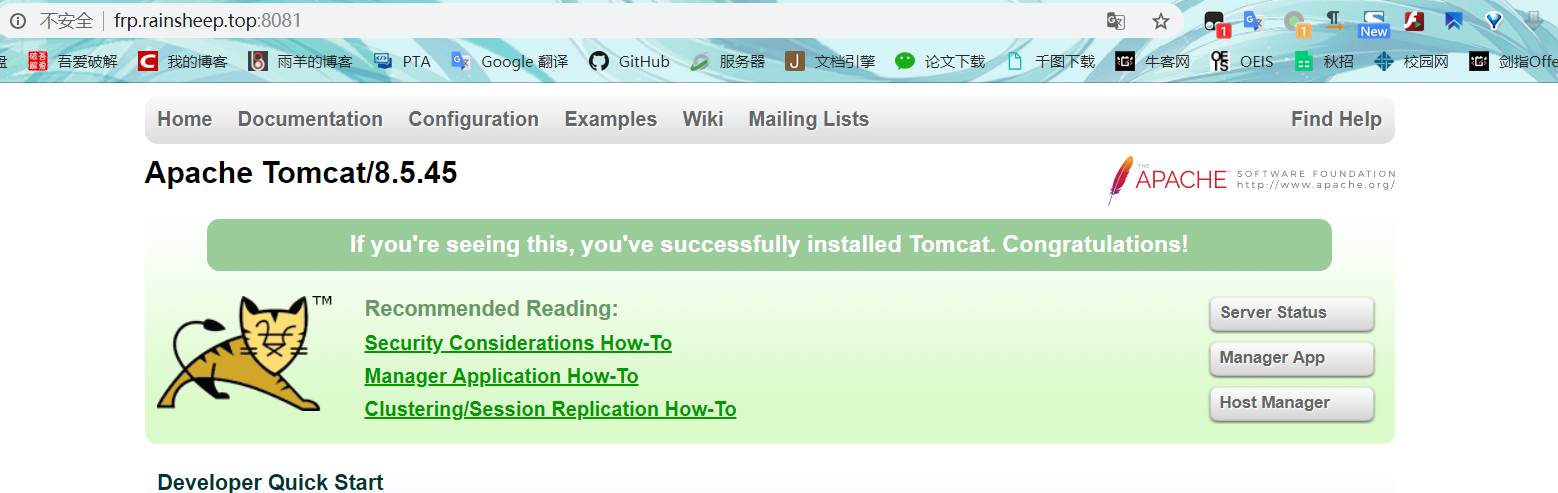 不安全 frp.rainsheep.top:8081
1 1 New
盘 吾爱破解 我的博客 雨羊的博客 PTA Google 翻译 GitHub 服务器 文档引擎 论文下载 千图下载 牛客网 OEIS 秋招 校园网 剑指Offe
Home Documentation Configuration Examples Wiki Mailing Lists Find Help
Apache Tomcat/8.5.45
THE APACHE SOFTWARE FOUNDATION
http://www.apache.org/
If you're seeing this, you've successfully installed Tomcat. Congratulations!
TM
Recommended Reading:
Security Considerations How-To
Manager Application How-To
Clustering/Session Replication How-To
Server Status
Manager App
Host Manager
Developer Quick Start